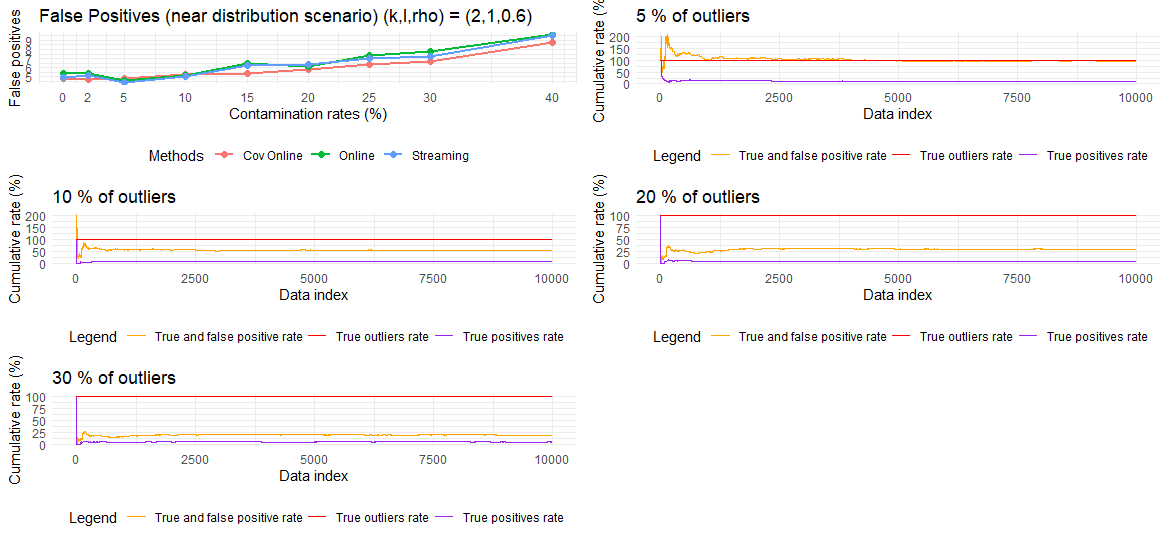 False Positives (near distribution scenario) (k,l,rho) = (2,1,0.6)
False positives
9
8
7
6
5
0 2 5 10 15 20 25 30 40
Contamination rates (%)
Methods Cov Online Online Streaming
5 % of outliers
Cumulative rate (%)
200
150
100
50
0
0 2500 5000 7500 10000
Data index
Legend True and false positive rate True outliers rate True positives rate
10 % of outliers
Cumulative rate (%)
200
150
100
50
0
0 2500 5000 7500 10000
Data index
Legend True and false positive rate True outliers rate True positives rate
20 % of outliers
Cumulative rate (%)
100
75
50
25
0
0 2500 5000 7500 10000
Data index
Legend True and false positive rate True outliers rate True positives rate
30 % of outliers
Cumulative rate (%)
100
75
50
25
0
0 2500 5000 7500 10000
Data index
Legend True and false positive rate True outliers rate True positives rate